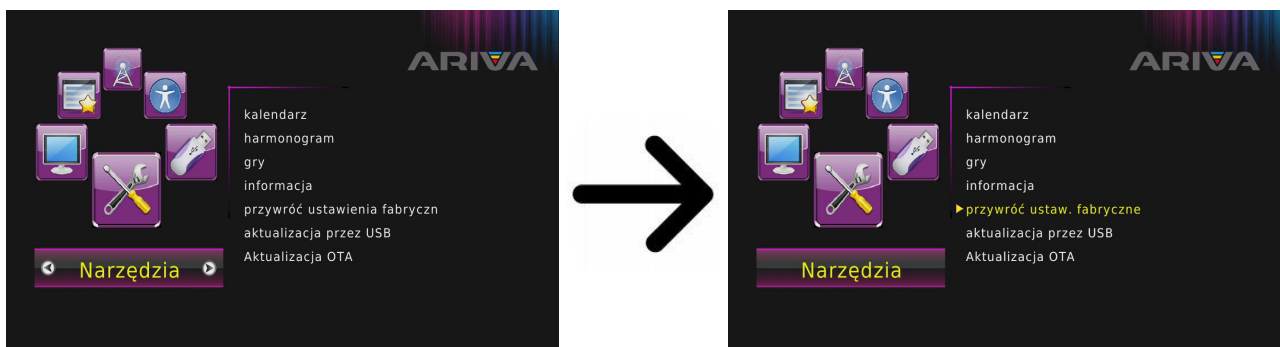 ARIVA
kalendarz
harmonogram
gry
informacja
przywróć ustawienia fabryczn
aktualizacja przez USB
Aktualizacja OTA
Narzędzia
ARIVA
kalendarz
harmonogram
gry
informacja
przywróć ustaw. fabryczne
aktualizacja przez USB
Aktualizacja OTA
Narzędzia